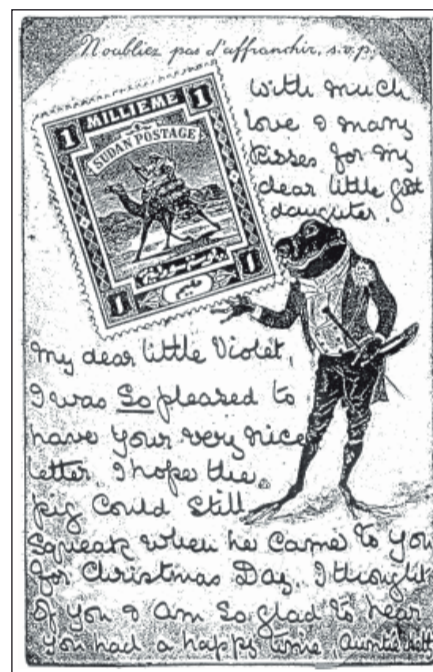 N'oubliez pas d'affranchir, s.v.p.
1 MILLIEME 1
SUDAN POSTAGE
1 1
With much
love & many
kisses for my
dear little god
daughter.
My dear little Violet,
I was So pleased to
have your very nice
letter. I hope the
pig could still
Squeak when he came to you
for Christmas Day. I thought
of you & am so glad to hear
you had a happy time. Auntie